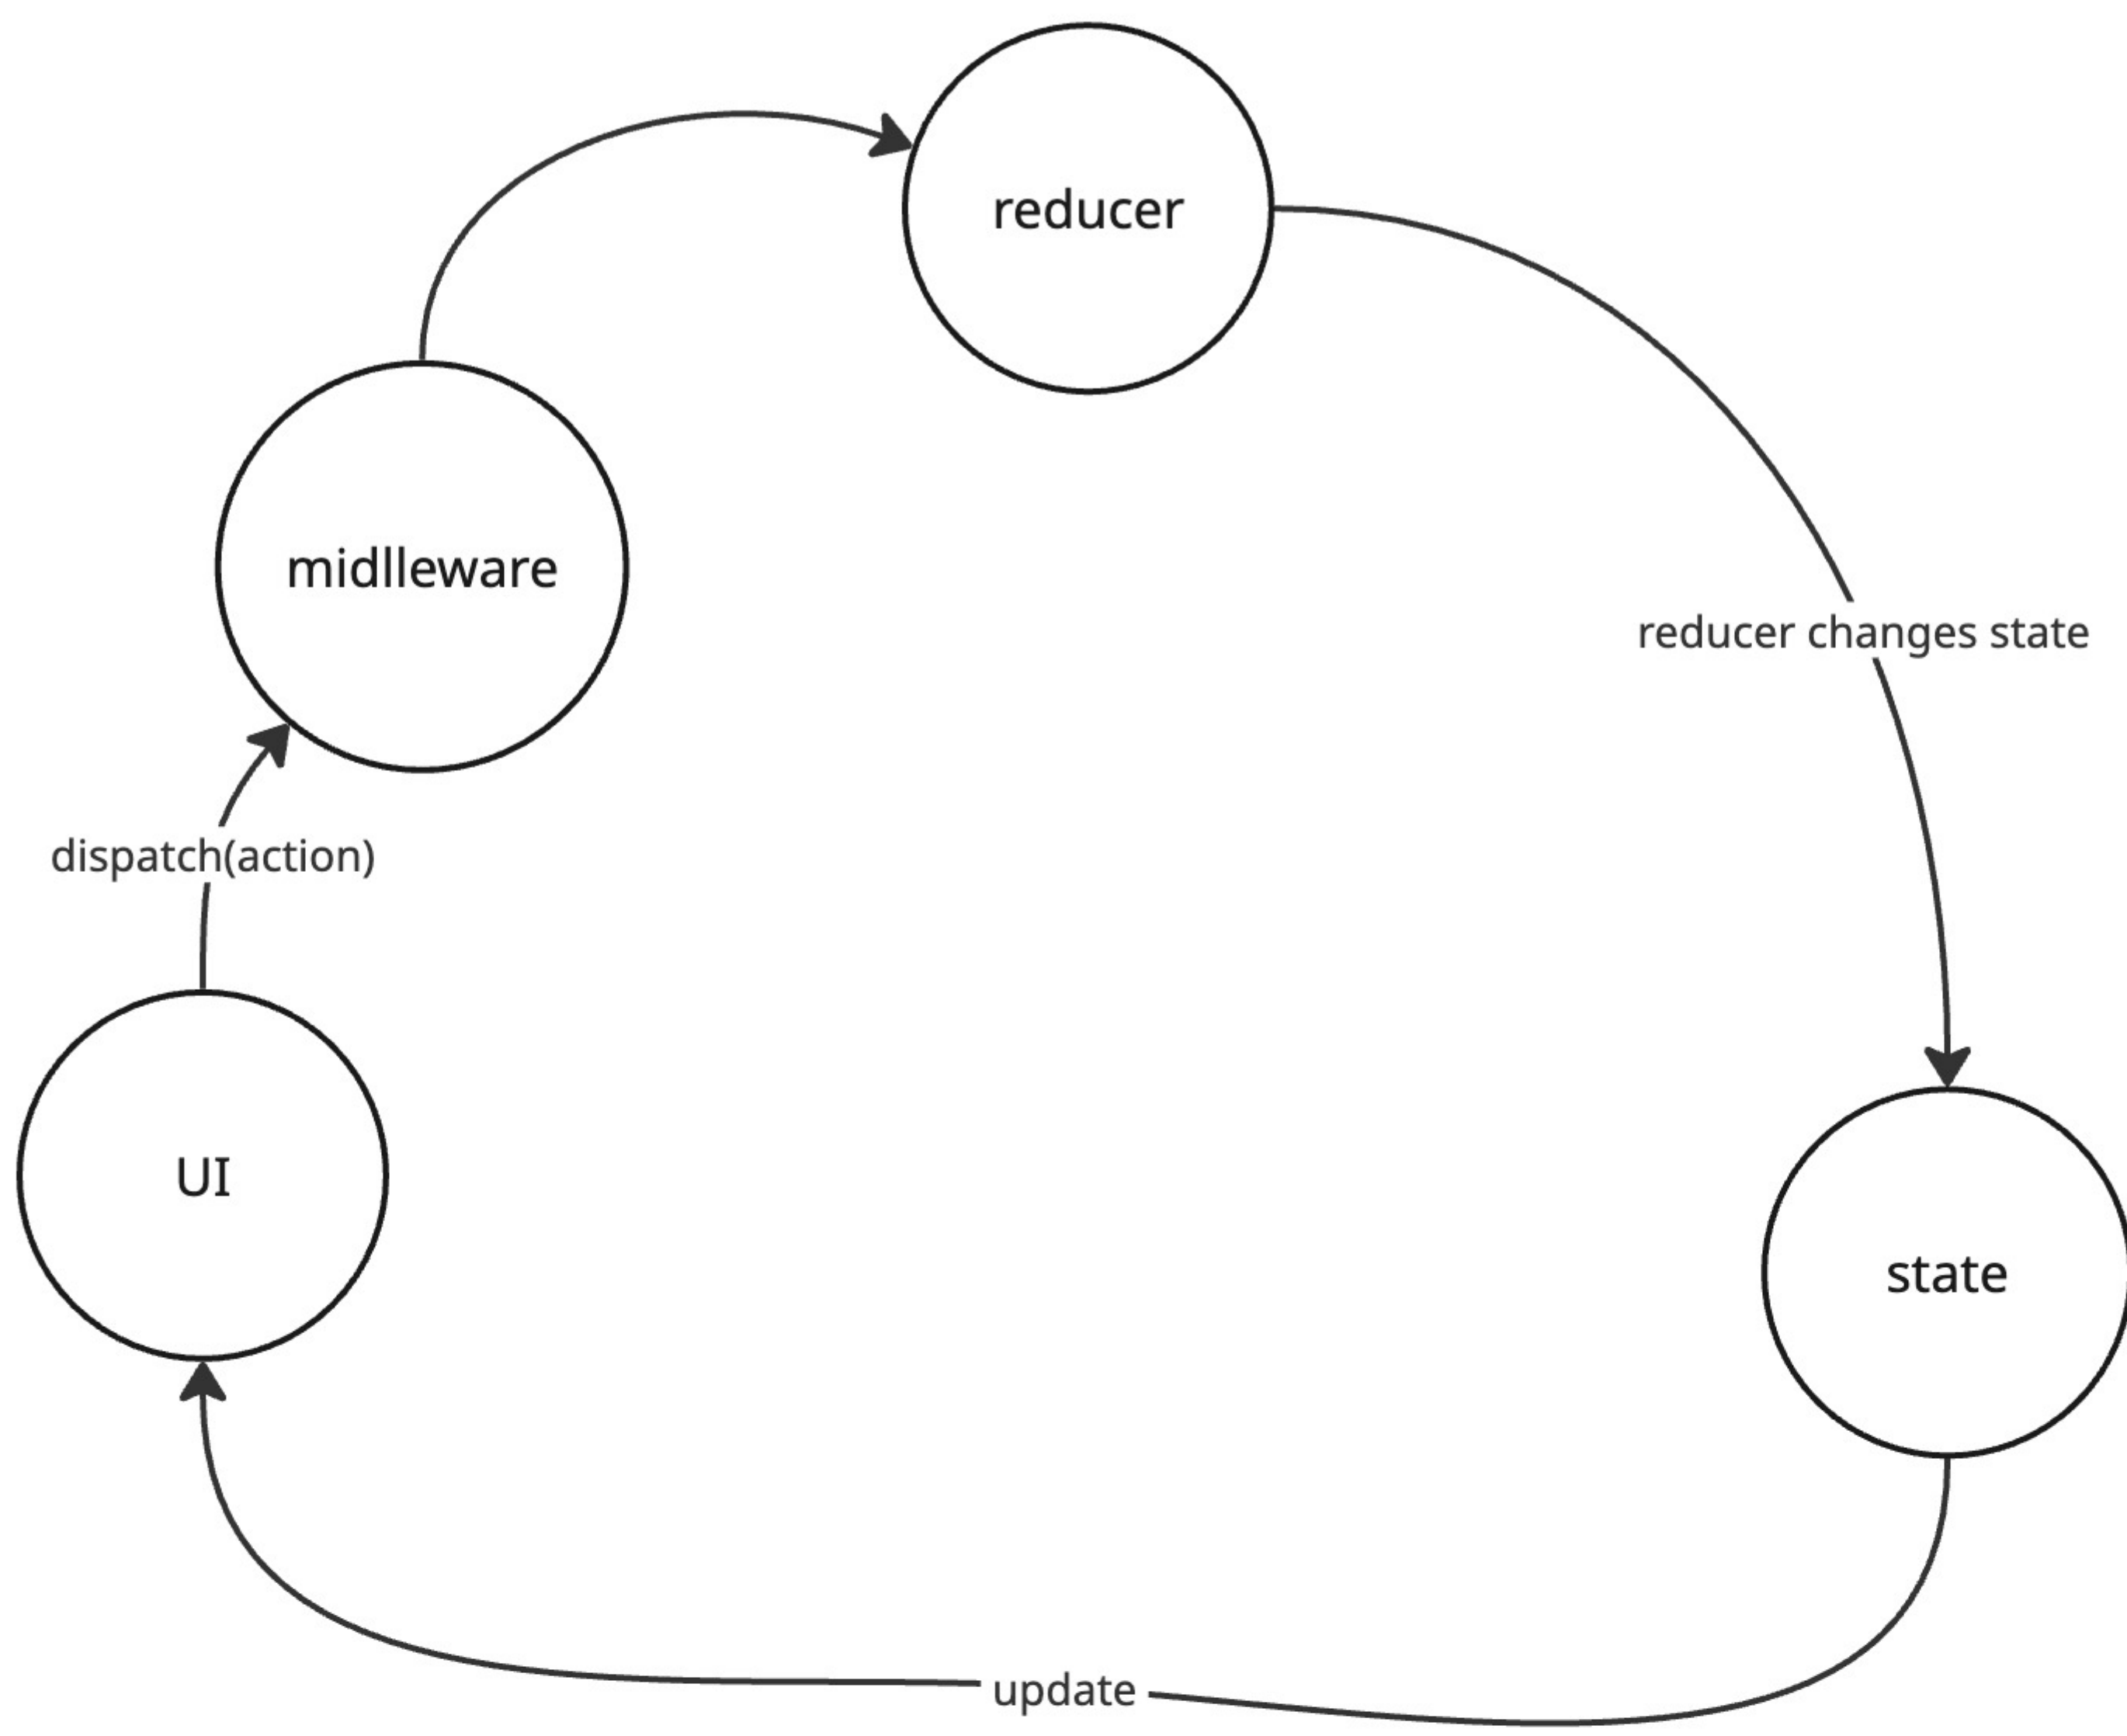 reducer
midlleware
reducer changes state
dispatch(action)
UI
state
update